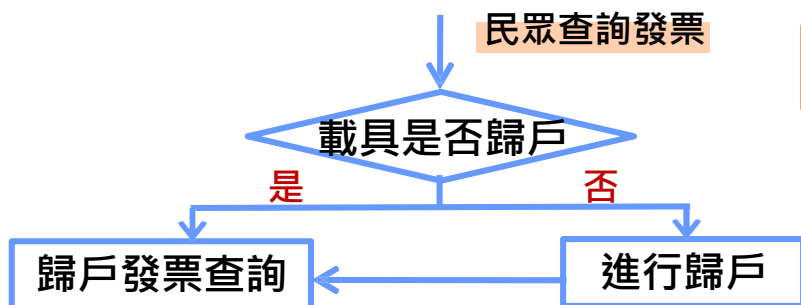 民眾查詢發票
載具是否歸戶
是
否
歸戶發票查詢
進行歸戶